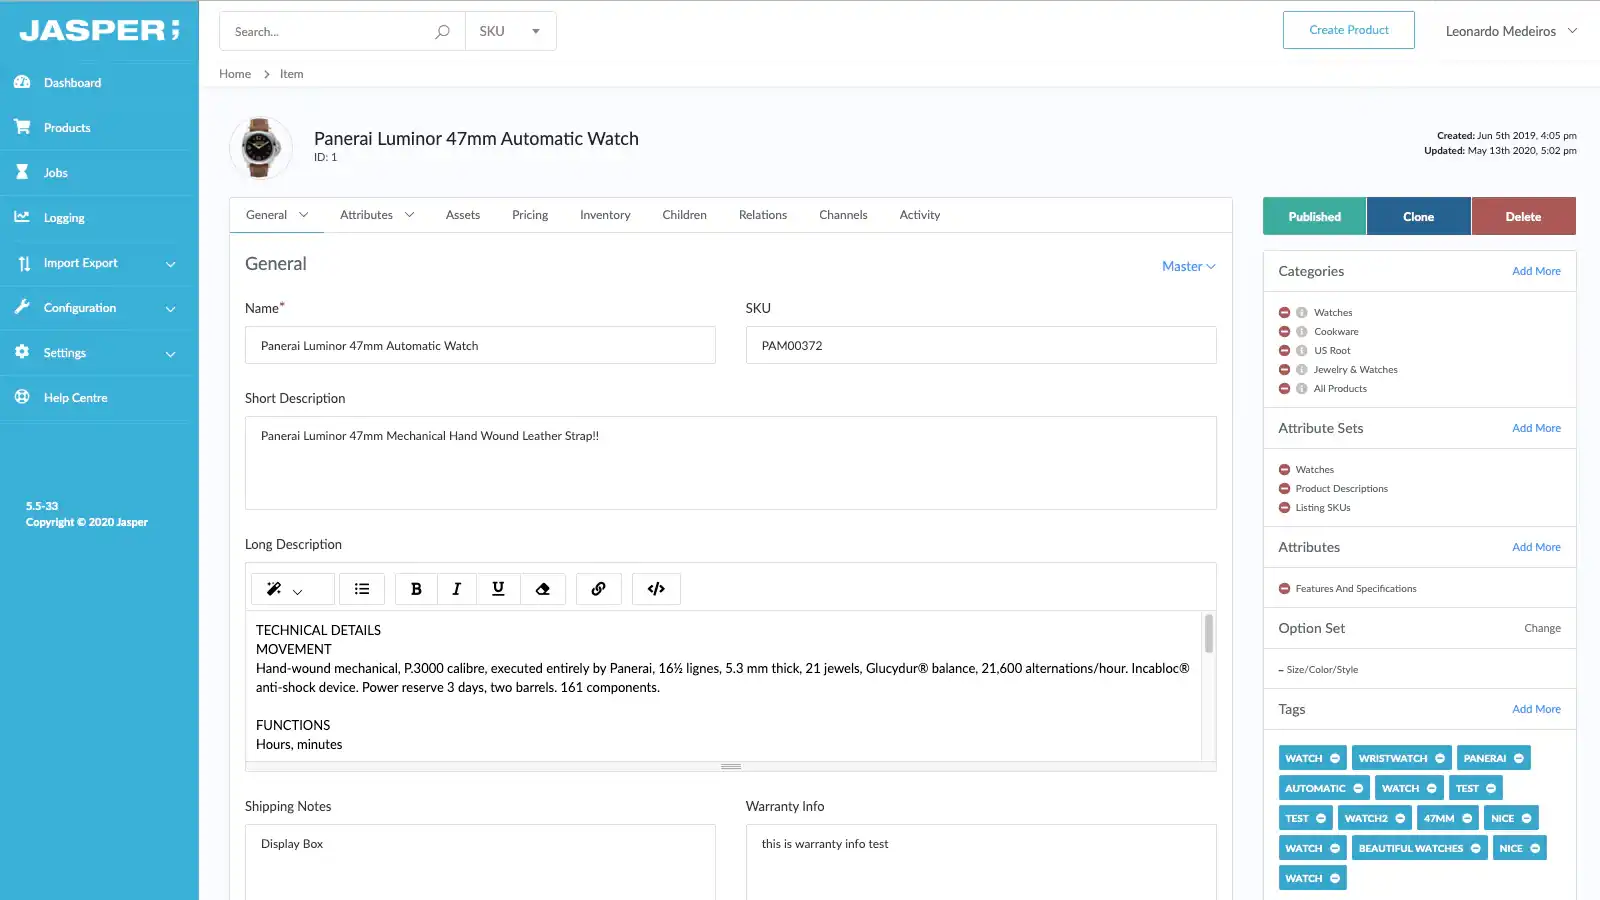 JASPER;
Search...
SKU
Create Product
Leonardo Medeiros
Home > Item
Dashboard
Products
Jobs
Logging
Import Export
Configuration
Settings
Help Centre
5.5-33
Copyright © 2020 Jasper
Panerai Luminor 47mm Automatic Watch
ID: 1
Created: Jun 5th 2019, 4:05 pm
Updated: May 13th 2020, 5:02 pm
General Attributes Assets Pricing Inventory Children Relations Channels Activity
General
Master
Name*
SKU
Panerai Luminor 47mm Automatic Watch
PAM00372
Short Description
Panerai Luminor 47mm Mechanical Hand Wound Leather Strap!!
Long Description
B I U </>
TECHNICAL DETAILS
MOVEMENT
Hand-wound mechanical, P.3000 calibre, executed entirely by Panerai, 16½ lignes, 5.3 mm thick, 21 jewels, Glucydur® balance, 21,600 alternations/hour. Incabloc®
anti-shock device. Power reserve 3 days, two barrels. 161 components.
FUNCTIONS
Hours, minutes
Shipping Notes
Warranty Info
Display Box
this is warranty info test
Published Clone Delete
Categories Add More
Watches
Cookware
US Root
Jewelry & Watches
All Products
Attribute Sets Add More
Watches
Product Descriptions
Listing SKUs
Attributes Add More
Features And Specifications
Option Set Change
– Size/Color/Style
Tags Add More
WATCH WRISTWATCH PANERAI
AUTOMATIC WATCH TEST
TEST WATCH2 47MM NICE
WATCH BEAUTIFUL WATCHES NICE
WATCH